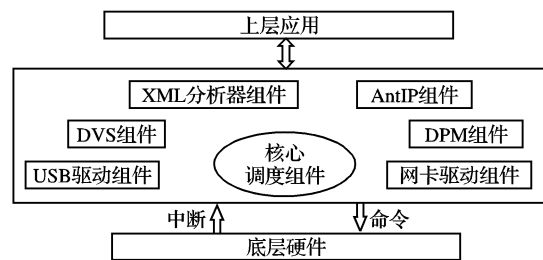 上层应用
XML分析器组件
AntIP组件
DVS组件
DPM组件
核心
调度组件
USB驱动组件
网卡驱动组件
中断
命令
底层硬件